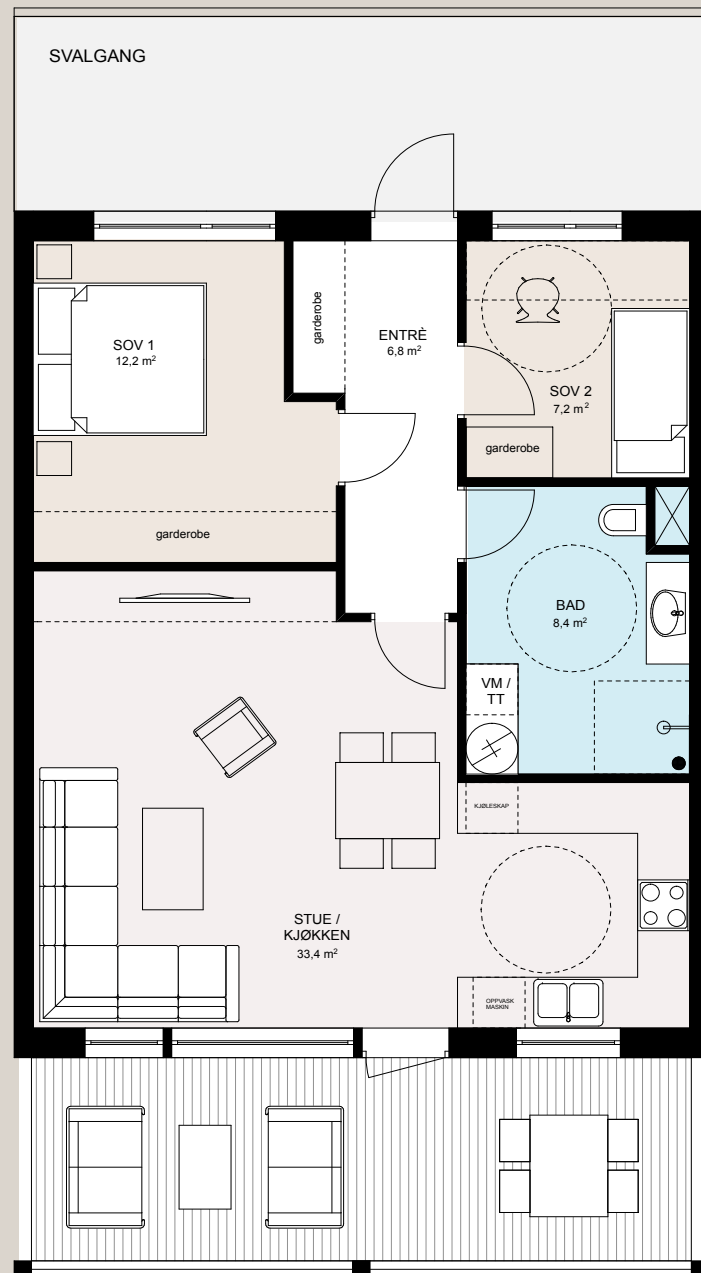 SVALGANG
garderobe
ENTRÈ
6,8 m²
SOV 1
12,2 m²
SOV 2
7,2 m²
garderobe
garderobe
BAD
8,4 m²
VM /
TT
KJØLESKAP
STUE /
KJØKKEN
33,4 m²
OPPVASK
MASKIN